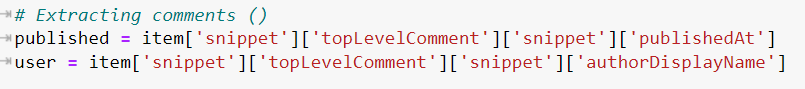 # Extracting comments ()
published = item['snippet']['topLevelComment']['snippet']['publishedAt']
user = item['snippet']['topLevelComment']['snippet']['authorDisplayName']